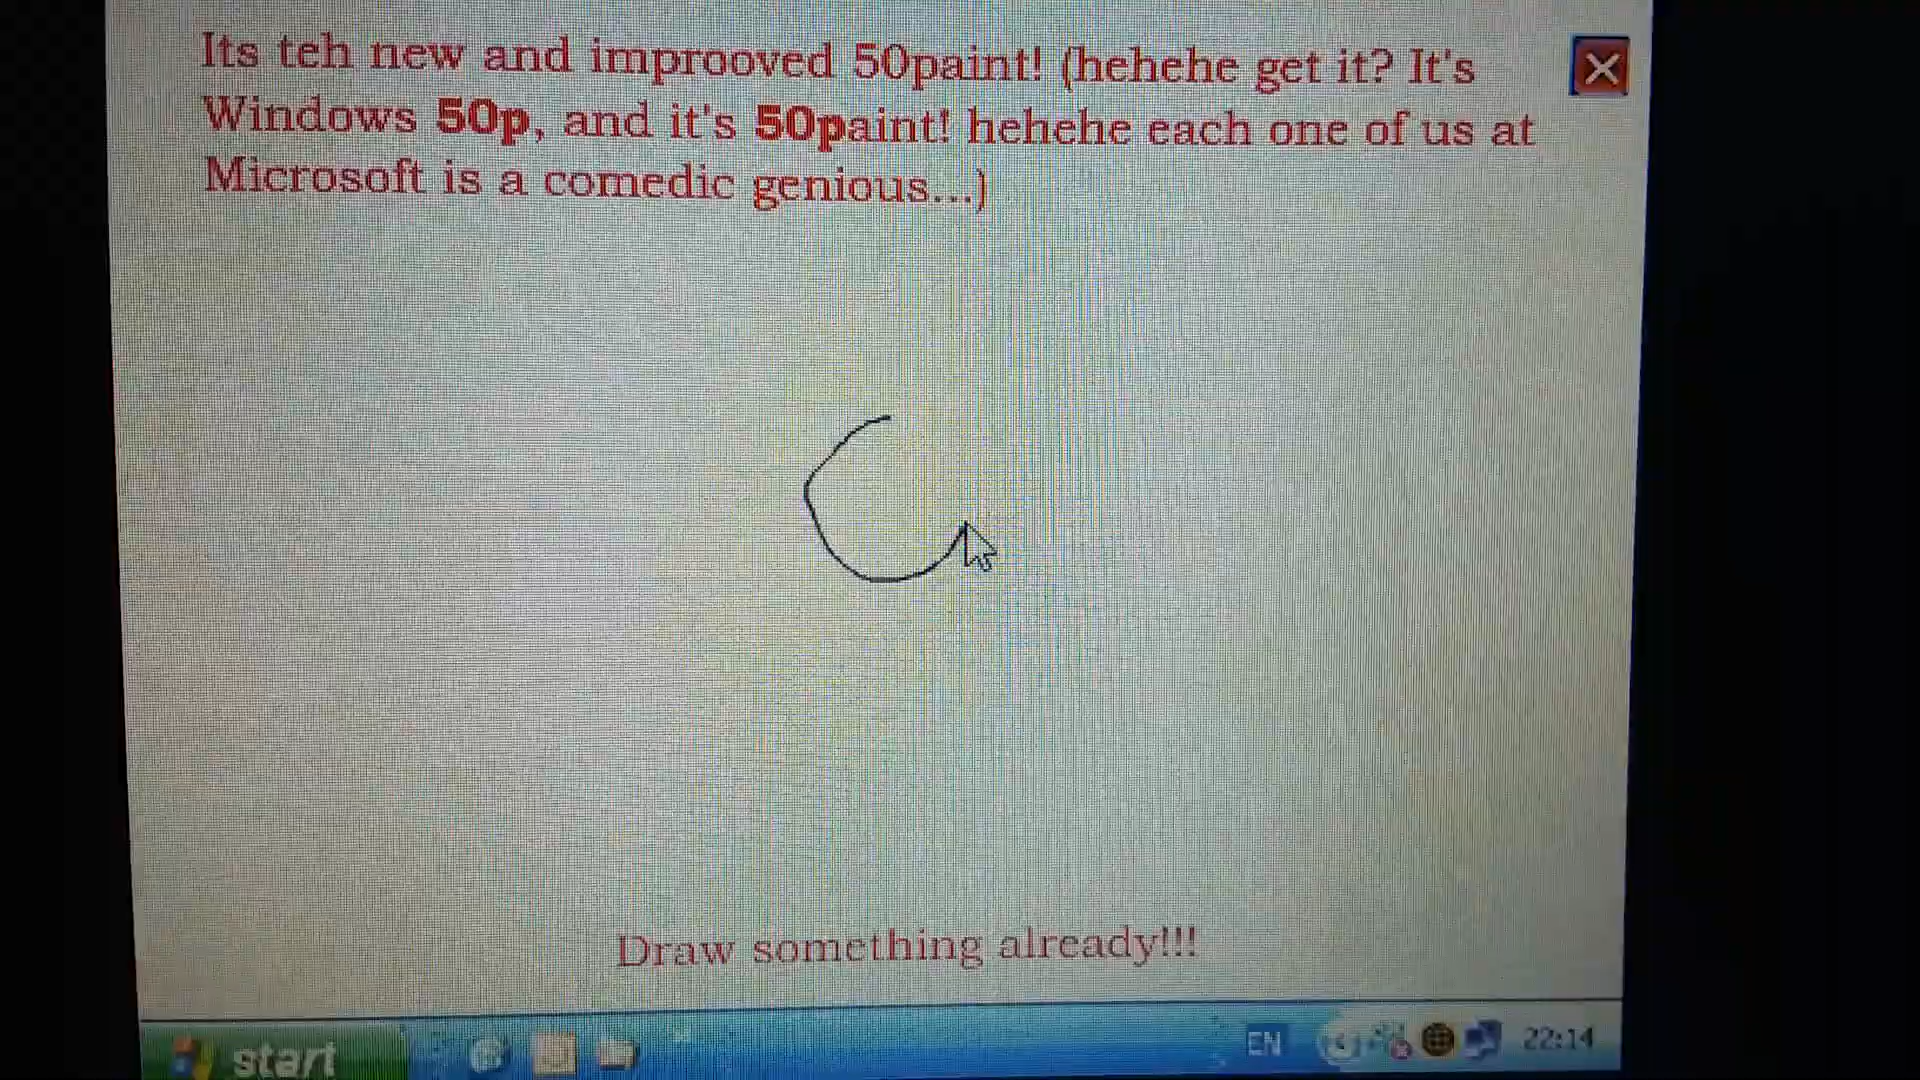 Its teh new and improoved 50paint! (hehehe get it? It's
Windows 50p, and it's 50paint! hehehe each one of us at
Microsoft is a comedic genious...)
Draw something already!!!
start EN 22:14